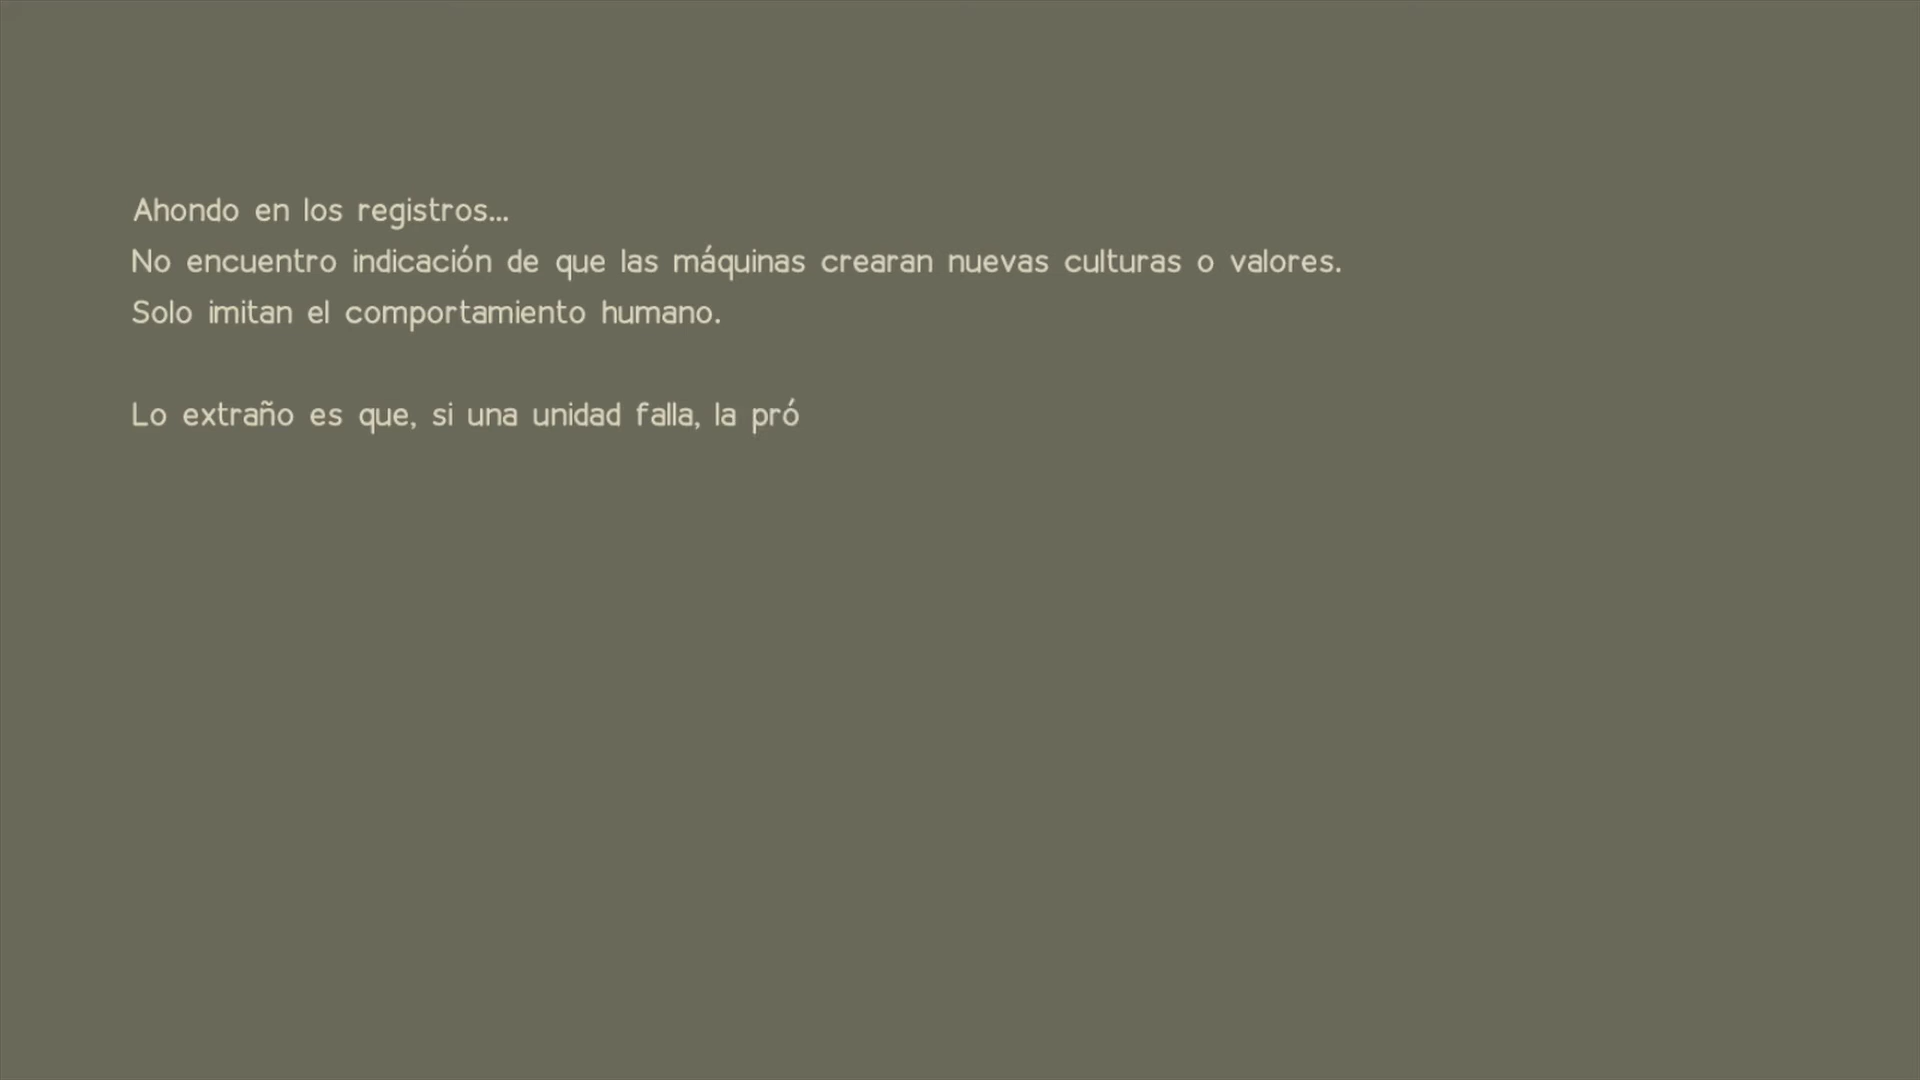 Ahondo en los registros...
No encuentro indicación de que las máquinas crearan nuevas culturas o valores.
Solo imitan el comportamiento humano.
Lo extraño es que, si una unidad falla, la pró